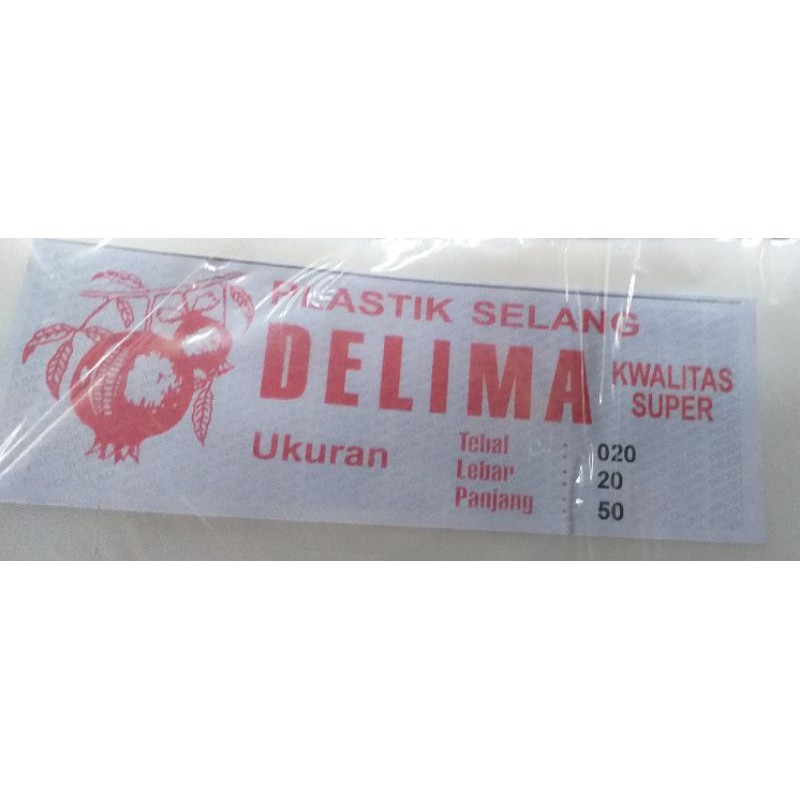 PLASTIK SELANG
DELIMA
KWALITAS
SUPER
Ukuran
Tebal : 020
Lebar : 20
Panjang : 50